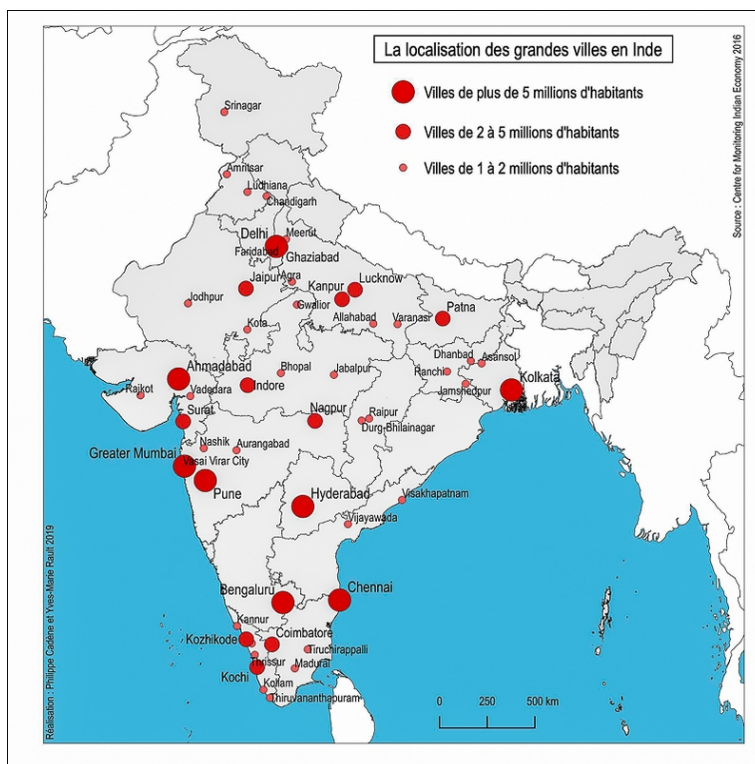 La localisation des grandes villes en Inde
Villes de plus de 5 millions d'habitants
Villes de 2 à 5 millions d'habitants
Villes de 1 à 2 millions d'habitants
Source : Centre for Monitoring Indian Economy 2016
Srinagar
Amritsar
Ludhiana
Chandigarh
Delhi
Meerut
Faridabad
Ghaziabad
Jaipur
Agra
Kanpur
Lucknow
Jodhpur
Gwalior
Patna
Kota
Allahabad
Varanasi
Dhanbad
Asansol
Ahmadabad
Bhopal
Jabalpur
Ranchi
Rajkot
Vadodara
Indore
Jamshedpur
Kolkata
Surat
Nagpur
Raipur
Durg-Bhilainagar
Nashik
Aurangabad
Greater Mumbai
Vasai Virar City
Pune
Hyderabad
Visakhapatnam
Vijayawada
Bengaluru
Chennai
Kannur
Kozhikode
Coimbatore
Tiruchirappalli
Thrissur
Kochi
Madurai
Kollam
Thiruvananthapuram
0 250 500 km
Réalisation : Philippe Cadène et Yves-Marie Rault 2019